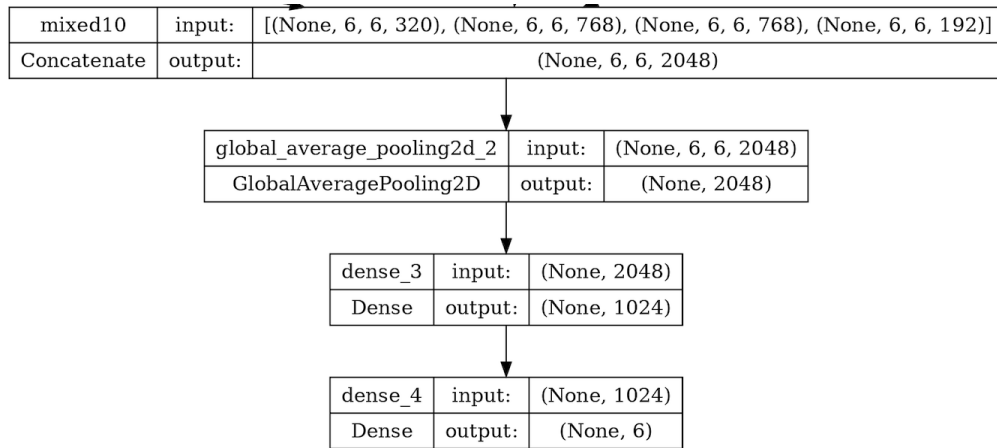 mixed10 input: [(None, 6, 6, 320), (None, 6, 6, 768), (None, 6, 6, 768), (None, 6, 6, 192)]
Concatenate output: (None, 6, 6, 2048)
global_average_pooling2d_2 input: (None, 6, 6, 2048)
GlobalAveragePooling2D output: (None, 2048)
dense_3 input: (None, 2048)
Dense output: (None, 1024)
dense_4 input: (None, 1024)
Dense output: (None, 6)